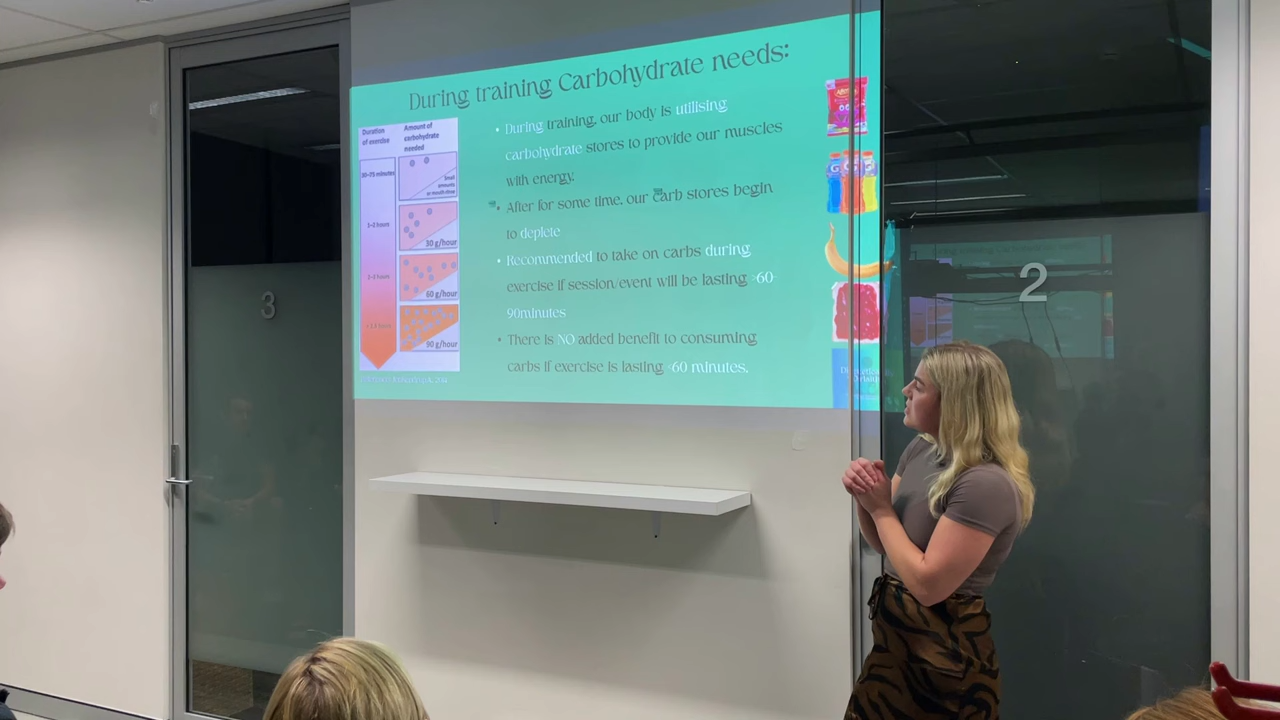 During training Carbohydrate needs:
Duration
of exercise
Amount of
carbohydrate
needed
30-75 minutes
Small
amounts
or mouth rinse
1-2 hours
30 g/hour
2-3 hours
60 g/hour
90 g/hour
• During training, our body is utilising
carbohydrate stores to provide our muscles
with energy.
• After for some time, our carb stores begin
to deplete
• Recommended to take on carbs during
exercise if session/event will be lasting >60-
90minutes
• There is NO added benefit to consuming
carbs if exercise is lasting <60 minutes.
3
2